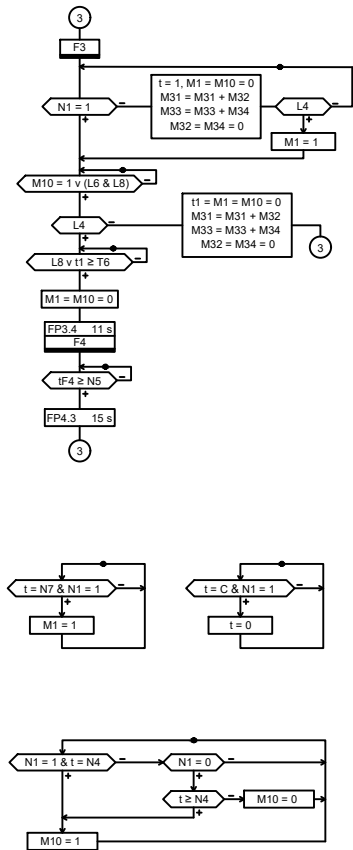 3
F3
t = 1, M1 = M10 = 0
M31 = M31 + M32
M33 = M33 + M34
M32 = M34 = 0
N1 = 1
–
– L4
+
+
M1 = 1
M10 = 1 v (L6 & L8)
–
+
t1 = M1 = M10 = 0
M31 = M31 + M32
M33 = M33 + M34
M32 = M34 = 0
L4
–
3
+
L8 v t1 ≥ T6
–
+
M1 = M10 = 0
FP3.4 11 s
F4
tF4 ≥ N5
–
+
FP4.3 15 s
3
t = N7 & N1 = 1
–
+
M1 = 1
t = C & N1 = 1
–
+
t = 0
N1 = 1 & t = N4
–
+
N1 = 0
–
+
t ≥ N4
–
+
M10 = 0
M10 = 1